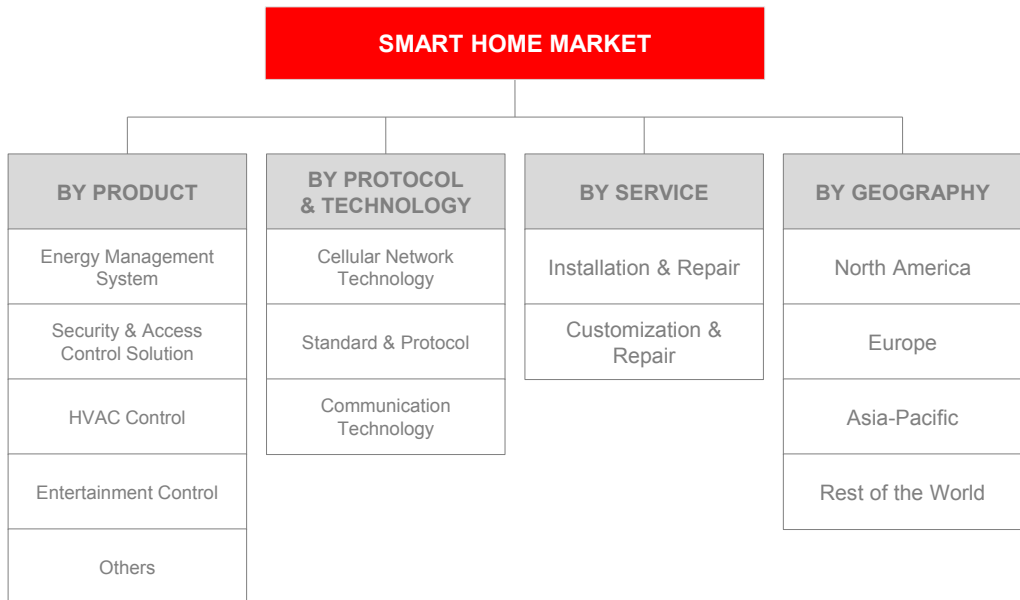 SMART HOME MARKET
BY PRODUCT
Energy Management
System
Security & Access
Control Solution
HVAC Control
Entertainment Control
Others
BY PROTOCOL
& TECHNOLOGY
Cellular Network
Technology
Standard & Protocol
Communication
Technology
BY SERVICE
Installation & Repair
Customization &
Repair
BY GEOGRAPHY
North America
Europe
Asia-Pacific
Rest of the World